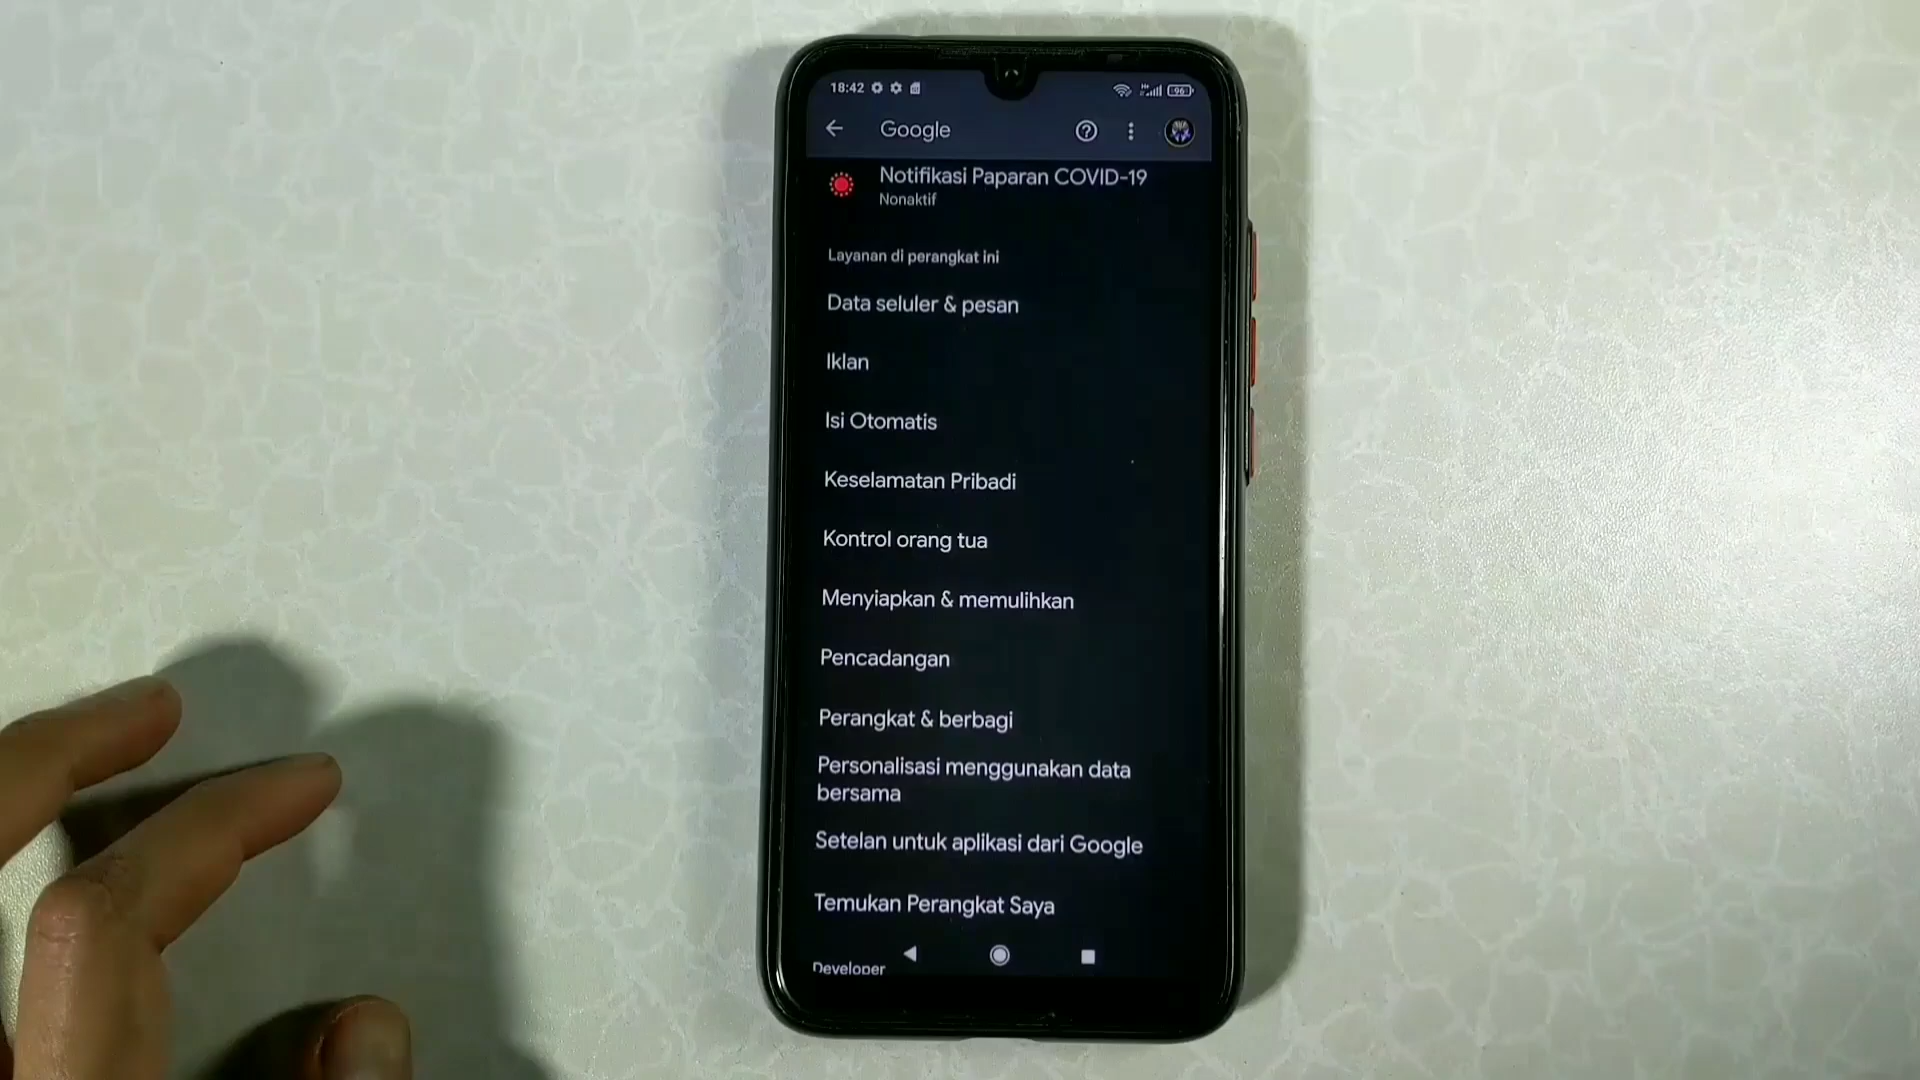 18:42
96
Google
Notifikasi Paparan COVID-19
Nonaktif
Layanan di perangkat ini
Data seluler & pesan
Iklan
Isi Otomatis
Keselamatan Pribadi
Kontrol orang tua
Menyiapkan & memulihkan
Pencadangan
Perangkat & berbagi
Personalisasi menggunakan data
bersama
Setelan untuk aplikasi dari Google
Temukan Perangkat Saya
Developer